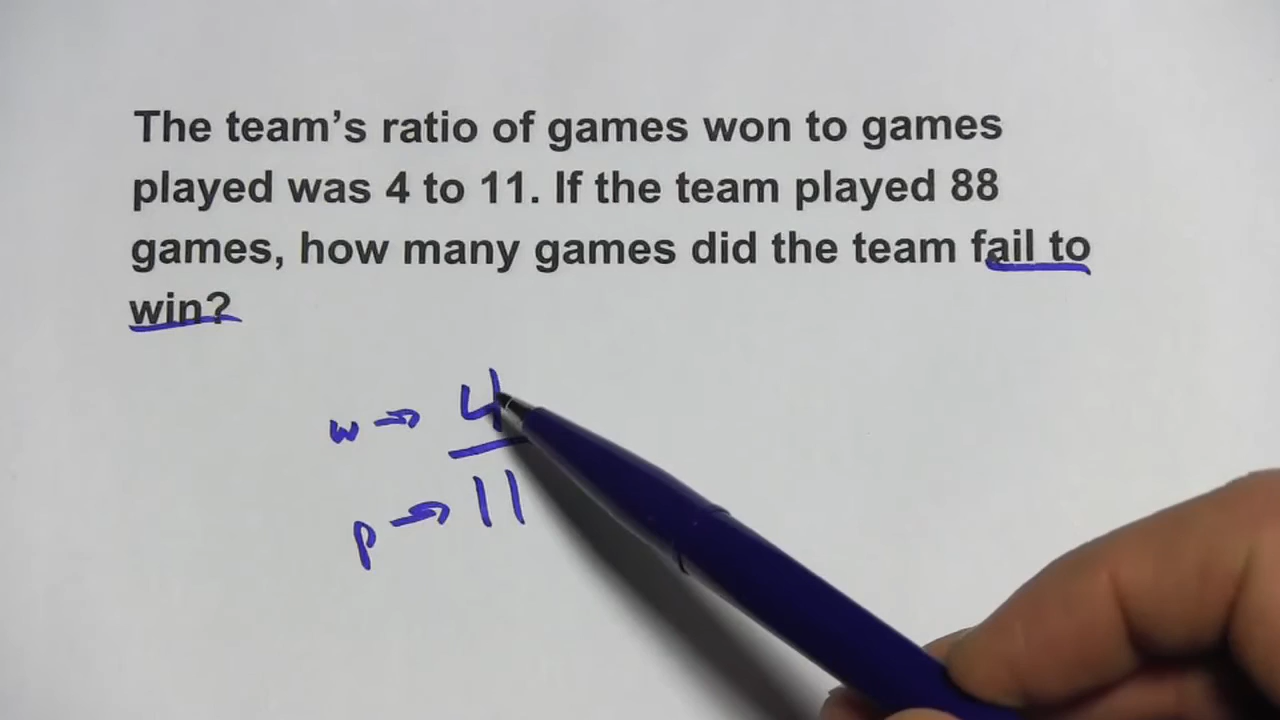 The team's ratio of games won to games
played was 4 to 11. If the team played 88
games, how many games did the team fail to
win?
w → 4
p → 11